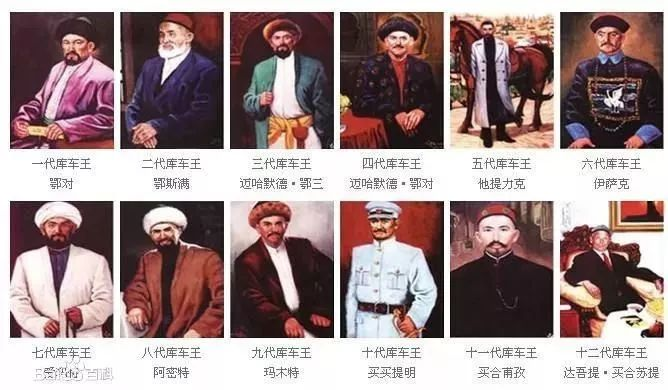 一代库车王 二代库车王 三代库车王 四代库车王 五代库车王 六代库车王
鄂对 鄂斯满 迈哈默德·鄂三 迈哈默德·鄂对 他提力克 伊萨克
七代库车王 八代库车王 九代库车王 十代库车王 十一代库车王 十二代库车王
阿密特 玛木特 买买提明 买合甫孜 达吾提·买合苏提
百科